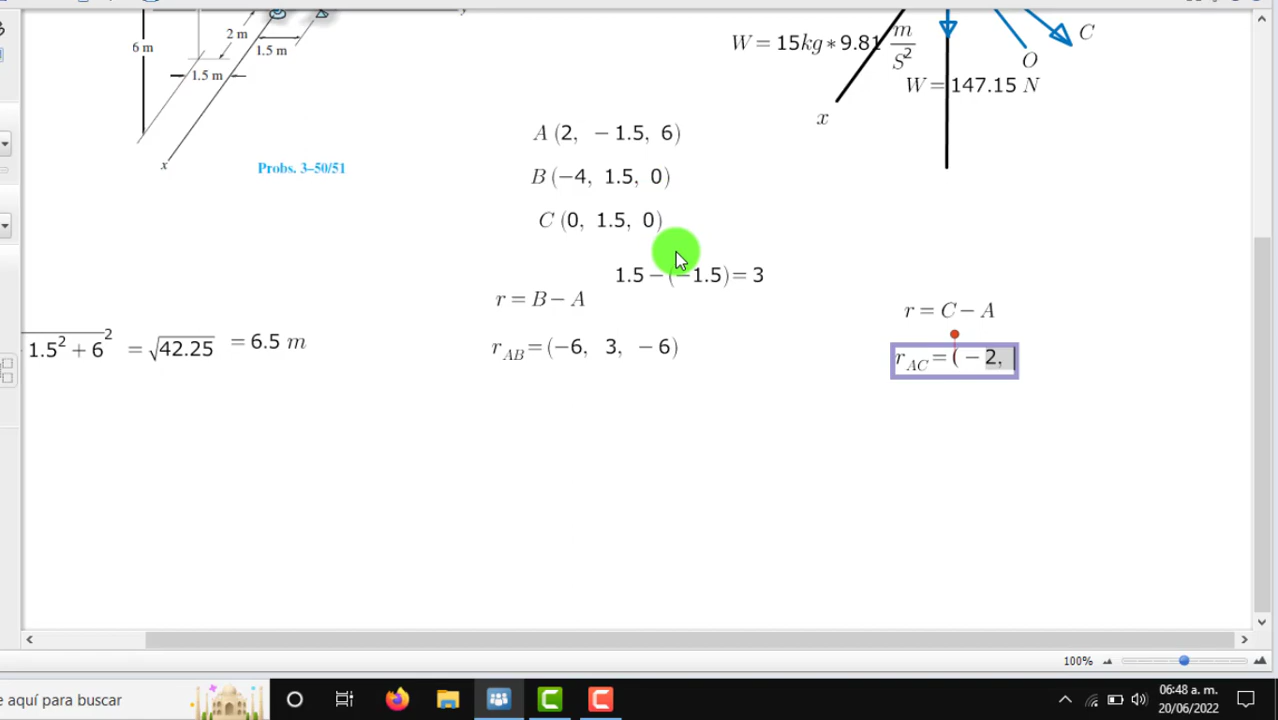 6 m
2 m
1.5 m
1.5 m
x
Probs. 3–50/51
W = 15kg * 9.81 m/S²
W = 147.15 N
C
O
x
A (2, −1.5, 6)
B (−4, 1.5, 0)
C (0, 1.5, 0)
1.5 − (−1.5) = 3
r = B − A
r = C − A
1.5² + 6² = √42.25 = 6.5 m
r_AB = (−6, 3, −6)
r_AC = ( −2,
100%
e aquí para buscar
06:48 a. m.
20/06/2022